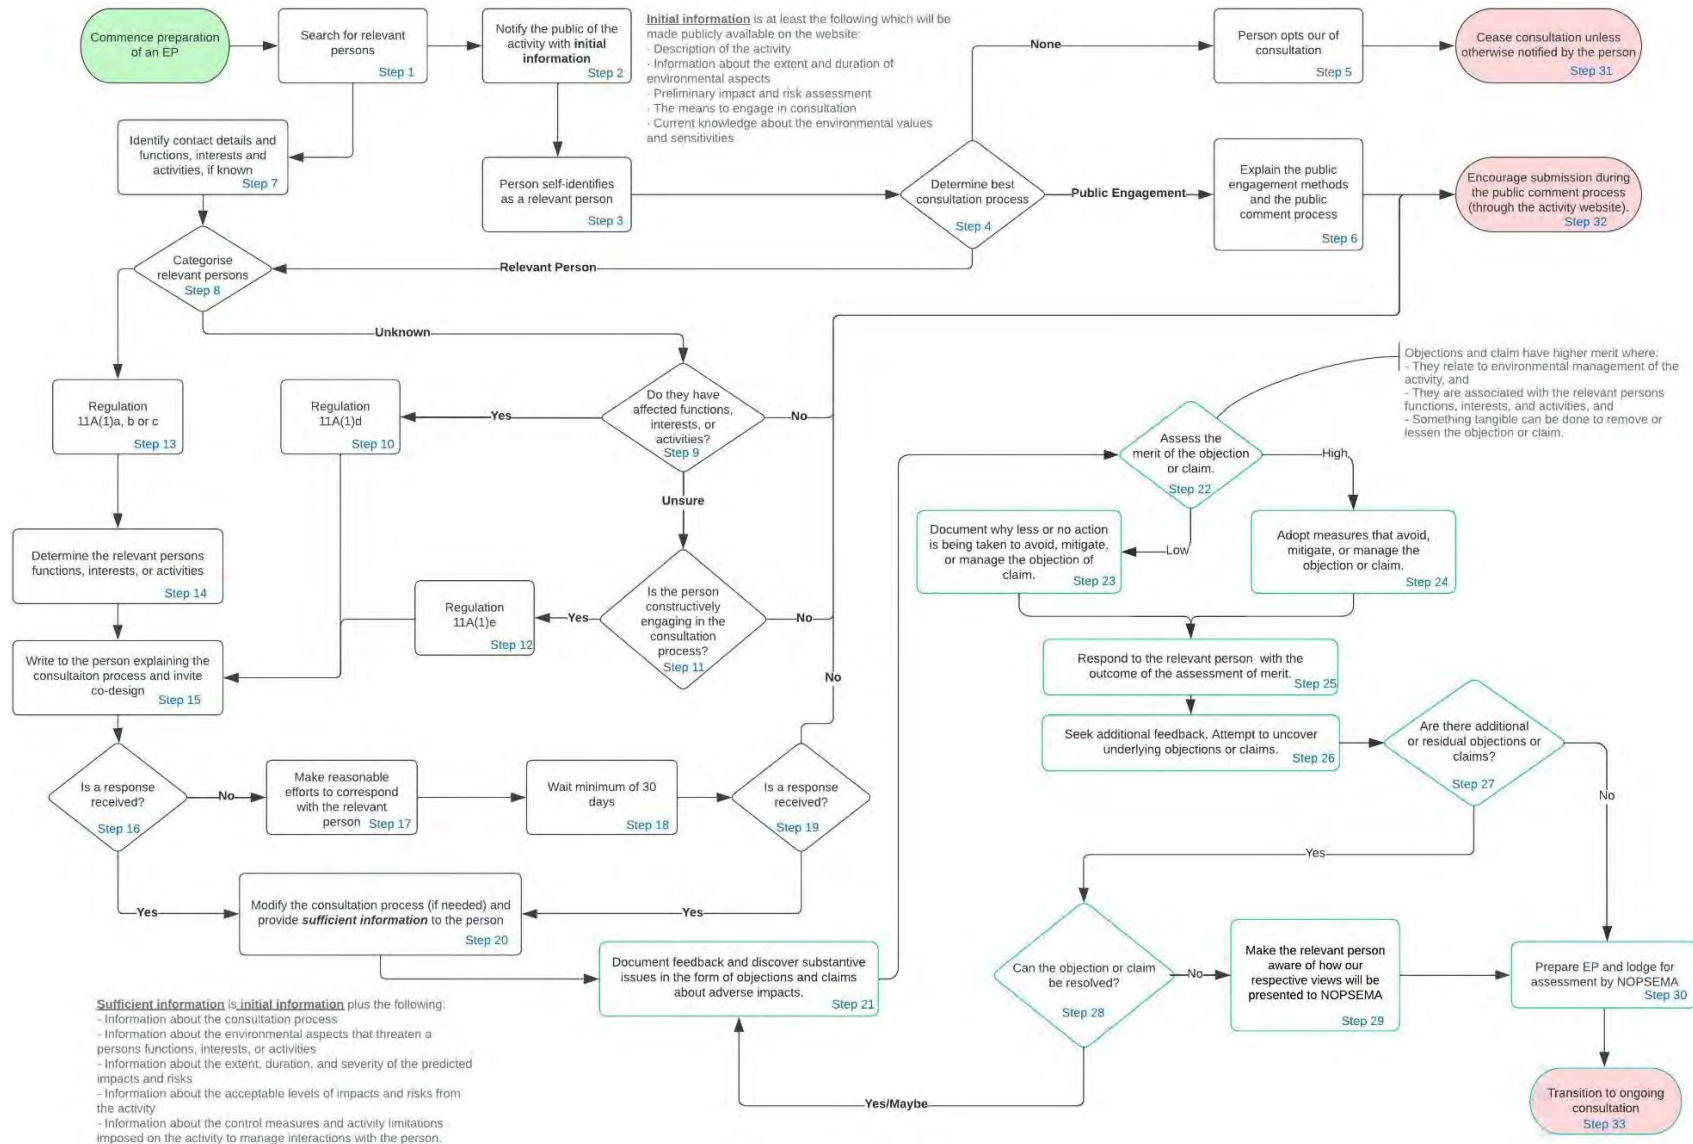 Commence preparation
of an EP
Search for relevant
persons
Step 1
Notify the public of the
activity with initial
information
Step 2
Initial information is at least the following which will be
made publicly available on the website:
· Description of the activity
· Information about the extent and duration of
environmental aspects
· Preliminary impact and risk assessment
· The means to engage in consultation
· Current knowledge about the environmental values
and sensitivities
None
Person opts our of
consultation
Step 5
Cease consultation unless
otherwise notified by the person
Step 31
Identify contact details and
functions, interests and
activities, if known
Step 7
Person self-identifies
as a relevant person
Step 3
Determine best
consultation process
Step 4
Public Engagement
Explain the public
engagement methods
and the public
comment process
Step 6
Encourage submission during
the public comment process
(through the activity website).
Step 32
Categorise
relevant persons
Step 8
Relevant Person
Unknown
Regulation
11A(1)a, b or c
Step 13
Regulation
11A(1)d
Step 10
Yes
Do they have
affected functions,
interests, or
activities?
Step 9
No
Unsure
Objections and claim have higher merit where:
- They relate to environmental management of the
activity, and
- They are associated with the relevant persons
functions, interests, and activities, and
- Something tangible can be done to remove or
lessen the objection or claim.
Assess the
merit of the objection
or claim.
Step 22
High
Low
Document why less or no action
is being taken to avoid, mitigate,
or manage the objection of
claim.
Step 23
Adopt measures that avoid,
mitigate, or manage the
objection or claim.
Step 24
Determine the relevant persons
functions, interests, or activities
Step 14
Regulation
11A(1)e
Step 12
Yes
Is the person
constructively
engaging in the
consultation
process?
Step 11
No
Write to the person explaining the
consultaiton process and invite
co-design
Step 15
Respond to the relevant person with the
outcome of the assessment of merit.
Step 25
No
Seek additional feedback. Attempt to uncover
underlying objections or claims.
Step 26
Are there additional
or residual objections or
claims?
Step 27
No
Yes
Is a response
received?
Step 16
No
Make reasonable
efforts to correspond
with the relevant
person
Step 17
Wait minimum of 30
days
Step 18
Is a response
received?
Step 19
Yes
Modify the consultation process (if needed) and
provide sufficient information to the person
Step 20
Yes
Document feedback and discover substantive
issues in the form of objections and claims
about adverse impacts.
Step 21
Can the objection or claim
be resolved?
Step 28
No
Make the relevant person
aware of how our
respective views will be
presented to NOPSEMA
Step 29
Prepare EP and lodge for
assessment by NOPSEMA
Step 30
Sufficient information is initial information plus the following:
- Information about the consultation process
- Information about the environmental aspects that threaten a
persons functions, interests, or activities
- Information about the extent, duration, and severity of the predicted
impacts and risks
- Information about the acceptable levels of impacts and risks from
the activity
- Information about the control measures and activity limitations
imposed on the activity to manage interactions with the person.
Yes/Maybe
Transition to ongoing
consultation
Step 33